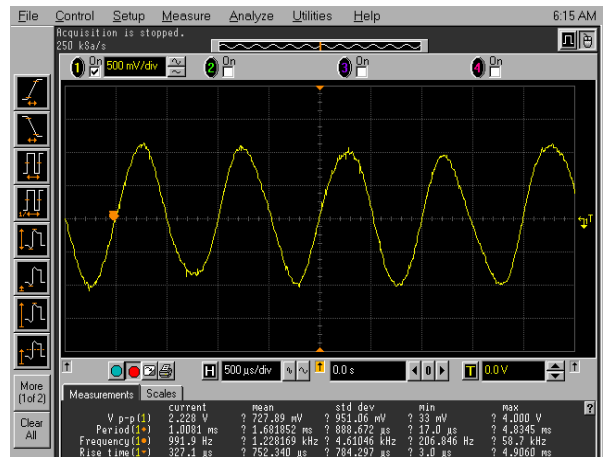 File Control Setup Measure Analyze Utilities Help 6:15 AM
Acquisition is stopped.
250 kSa/s
1 On 500 mV/div 2 On 3 On 4 On
T
H 500 µs/div 0.0 s 0 T 0.0 V
More
(1of 2)
Clear
All
Measurements Scales
current mean std dev min max
V p-p(1) 2.228 V ? 727.89 mV ? 951.06 mV ? 33 mV ? 4.000 V
Period(1) 1.0081 ms ? 1.681852 ms ? 888.672 µs ? 17.0 µs ? 4.8345 ms
Frequency(1) 991.9 Hz ? 1.228169 kHz ? 4.61046 kHz ? 206.846 Hz ? 58.7 kHz
Rise time(1) 327.1 µs ? 752.340 µs ? 784.297 µs ? 3.0 µs ? 4.9060 ms
?